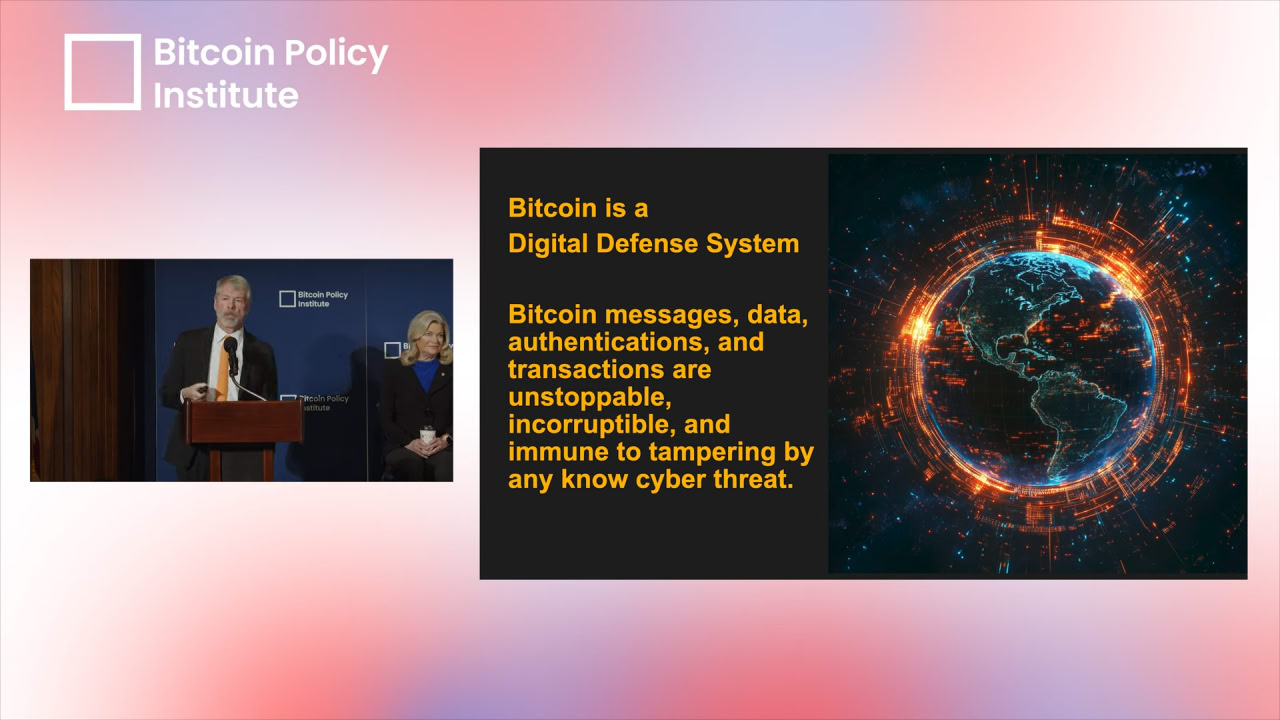 Bitcoin Policy
Institute
Bitcoin is a
Digital Defense System
Bitcoin messages, data,
authentications, and
transactions are
unstoppable,
incorruptible, and
immune to tampering by
any know cyber threat.
Bitcoin Policy
Institute
Bi
Bitcoin Policy
Institute